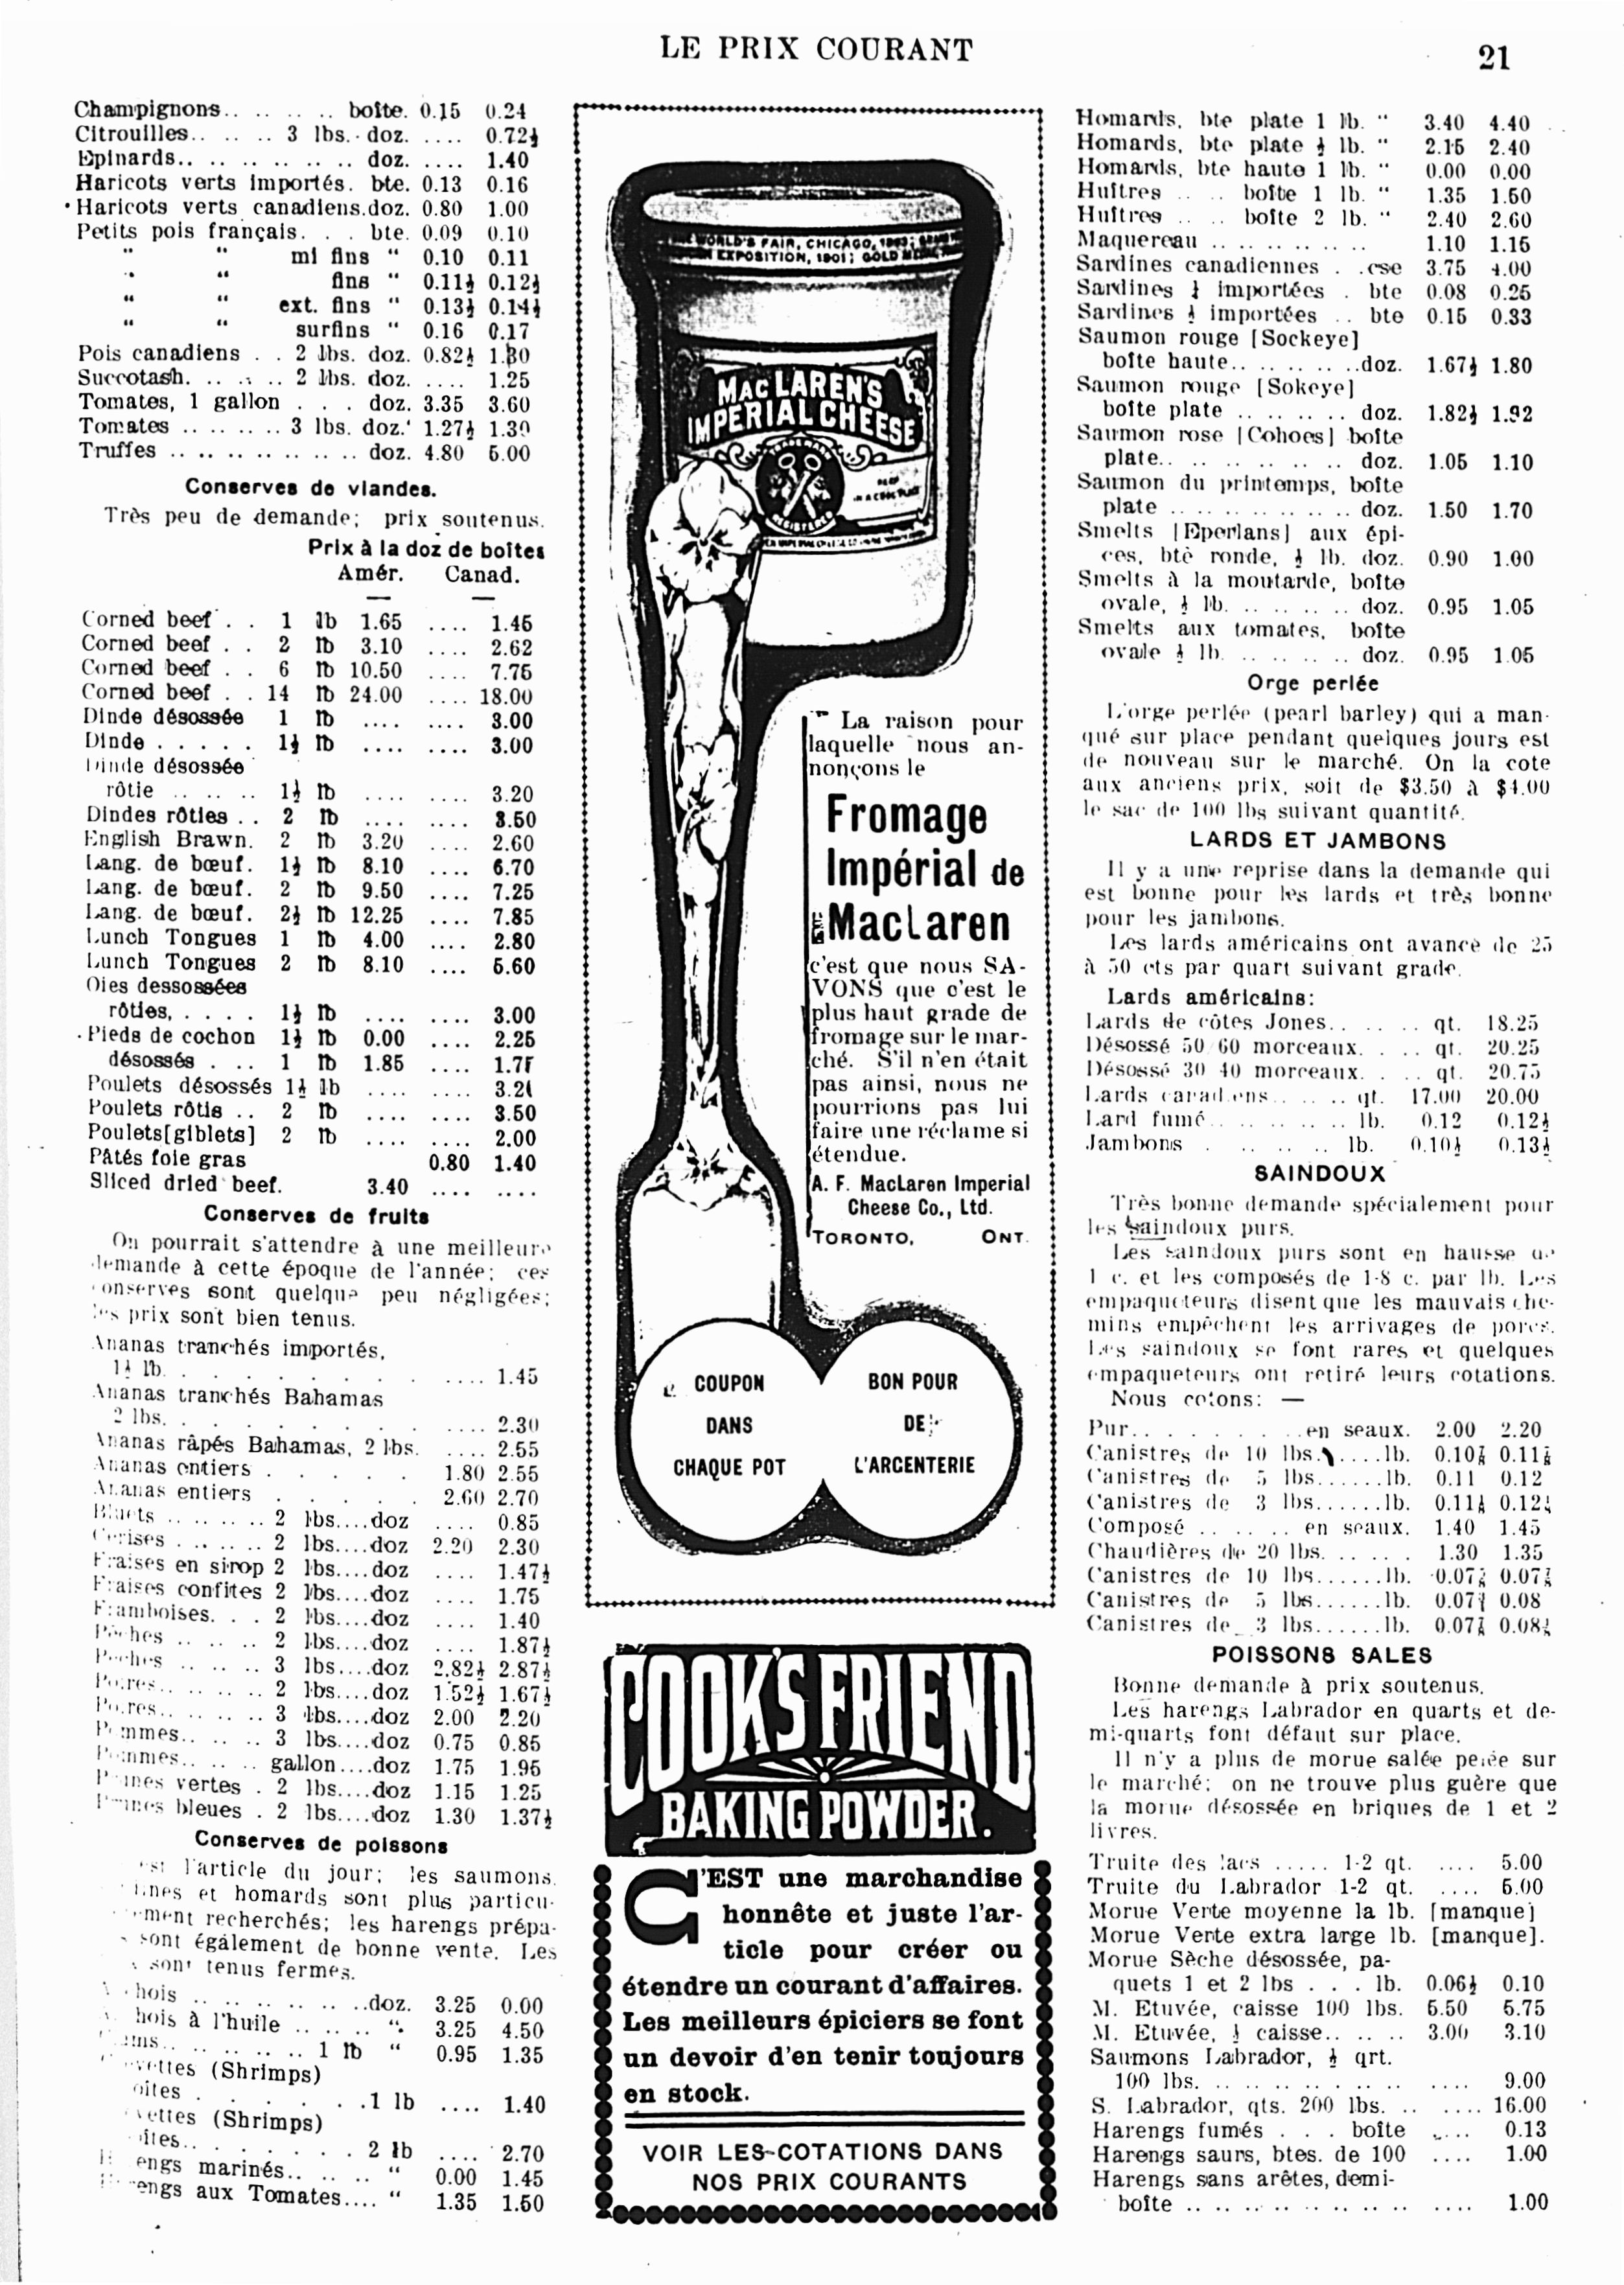 LE PRIX COURANT
21
Champignons.. .. .. .. boîte. 0.15 0.24
Citrouilles.. .. .. 3 lbs. doz. .... 0.72½
Epinards.. .. .. .. .. .. doz. .... 1.40
Haricots verts importés. bte. 0.13 0.16
Haricots verts canadiens.doz. 0.80 1.00
Petits pois français. . . bte. 0.09 0.10
" " mi fins " 0.10 0.11
" " fins " 0.11½ 0.12½
" " ext. fins " 0.13½ 0.14½
" " surfins " 0.16 0.17
Pois canadiens . . 2 lbs. doz. 0.82½
Succotash. .. .. .. 2 lbs. doz. .... 1.25
Tomates, 1 gallon . . . doz. 3.35 3.60
Tomates .. .. .. .. 3 lbs. doz. 1.27½ 1.30
Truffes .. .. .. .. .. .. .. doz. 4.80 5.00
Conserves de viandes.
Très peu de demande; prix soutenus.
Prix à la doz de boîtes
Amér. Canad.
Corned beef . . 1 lb 1.65 .... 1.45
Corned beef . . 2 lb 3.10 .... 2.62
Corned beef . . 6 lb 10.50 .... 7.75
Corned beef . . 14 lb 24.00 .... 18.00
Dinde désossée 1 lb .... .... 3.00
Dinde . . . . . 1½ lb .... .... 3.00
Dinde désossée
rôtie .. .. .. 1½ lb .... .... 3.20
Dindes rôties . . 2 lb .... .... 3.50
English Brawn. 2 lb 3.20 .... 2.60
Lang. de bœuf. 1½ lb 8.10 .... 6.70
Lang. de bœuf. 2 lb 9.50 .... 7.25
Lang. de bœuf. 2½ lb 12.25 .... 7.85
Lunch Tongues 1 lb 4.00 .... 2.80
Lunch Tongues 2 lb 8.10 .... 5.60
Oies dessossées
rôties, . . . . 1½ lb .... .... 3.00
Pieds de cochon 1½ lb 0.00 .... 2.25
désossés . . . 1 lb 1.85 ....
Poulets désossés 1½ lb .... ....
Poulets rôtis .. 2 lb .... .... 3.50
Poulets[giblets] 2 lb .... .... 2.00
Pâtés foie gras 0.80 1.40
Sliced dried beef. 3.40 .... ....
Conserves de fruits
On pourrait s'attendre à une meilleure
demande à cette époque de l'année; ces
conserves sont quelque peu négligées;
les prix sont bien tenus.
Ananas tranchés importés,
1½ lb. . . . . . . . . .... 1.45
Ananas tranchés Bahamas
2 lbs. . . . . . . . . .... 2.30
Ananas râpés Bahamas, 2 lbs. .... 2.55
Ananas entiers . . . . . 1.80 2.55
Ananas entiers . . . . . 2.60 2.70
Bluets .. .. .. .. 2 lbs....doz .... 0.85
Cerises . .. .. .. 2 lbs....doz 2.20 2.30
Fraises en sirop 2 lbs....doz .... 1.47½
Fraises confites 2 lbs....doz .... 1.75
Framboises. . . 2 lbs....doz .... 1.40
Pêches .. .. .. 2 lbs....doz .... 1.87½
Pêches .. .. .. 3 lbs....doz 2.82½ 2.87½
Poires.. .. .. .. 2 lbs....doz 1.52½ 1.67½
Poires.. .. .. .. 3 lbs....doz 2.00 2.20
Pommes.. .. .. 3 lbs....doz 0.75 0.85
Pommes.. .. .. gallon....doz 1.75 1.95
Prunes vertes . 2 lbs....doz 1.15 1.25
Prunes bleues . 2 lbs....doz 1.30 1.37½
Conserves de poissons
est l'article du jour; les saumons,
et homards sont plus particu-
recherchés; les harengs prépa-
sont également de bonne vente. Les
sont tenus fermes.
.. .. .. .. .. ..doz. 3.25 0.00
à l'huile .. .. .. " 3.25 4.50
.. .. .. .. .. 1 lb " 0.95 1.35
(Shrimps)
. . . . . . .1 lb .... 1.40
(Shrimps)
.. . . . . . . . 2 lb .... 2.70
marinés.. .. .. .. " 0.00 1.45
aux Tomates.... " 1.35 1.50
WORLD'S FAIR, CHICAGO,
EXPOSITION, 1901; GOLD
MACLAREN'S
IMPERIAL CHEESE
REGISTERED
La raison pour
laquelle nous an-
nonçons le
Fromage
Impérial de
MacLaren
c'est que nous SA-
VONS que c'est le
plus haut grade de
fromage sur le mar-
ché. S'il n'en était
pas ainsi, nous ne
pourrions pas lui
faire une réclame si
étendue.
A. F. MacLaren Imperial
Cheese Co., Ltd.
TORONTO, ONT.
COUPON
DANS
CHAQUE POT
BON POUR
DE
L'ARGENTERIE
COOK'S FRIEND
BAKING POWDER.
C'EST une marchandise
honnête et juste l'ar-
ticle pour créer ou
étendre un courant d'affaires.
Les meilleurs épiciers se font
un devoir d'en tenir toujours
en stock.
VOIR LES COTATIONS DANS
NOS PRIX COURANTS
Homards, bte plate 1 lb. " 3.40 4.40
Homards, bte plate ½ lb. " 2.15 2.40
Homards, bte haute 1 lb. " 0.00 0.00
Huîtres .. .. boîte 1 lb. " 1.35 1.50
Huîtres .. .. boîte 2 lb. " 2.40 2.60
Maquereau .. .. .. .. .. 1.10 1.15
Sardines canadiennes . .cse 3.75 4.00
Sardines ¼ importées . bte 0.08 0.25
Sardines ½ importées .. bte 0.15 0.33
Saumon rouge [Sockeye]
boîte haute.. .. .. .. ..doz. 1.67½ 1.80
Saumon rouge [Sokeye]
boîte plate .. .. .. .. doz. 1.82½ 1.92
Saumon rose [Cohoes] boîte
plate.. .. .. .. .. .. .. doz. 1.05 1.10
Saumon du printemps, boîte
plate .. .. .. .. .. .. .. doz. 1.50 1.70
Smelts [Eperlans] aux épi-
ces, btè ronde, ½ lb. doz. 0.90 1.00
Smelts à la moutarde, boîte
ovale, ½ lb. .. .. .. .. doz. 0.95 1.05
Smelts aux tomates, boîte
ovale ½ lb. .. .. .. .. doz. 0.95 1.05
Orge perlée
L'orge perlée (pearl barley) qui a man-
qué sur place pendant quelques jours est
de nouveau sur le marché. On la cote
aux anciens prix, soit de $3.50 à $4.00
le sac de 100 lbs suivant quantité.
LARDS ET JAMBONS
Il y a une reprise dans la demande qui
est bonne pour les lards et très bonne
pour les jambons.
Les lards américains ont avancé de 25
à 50 cts par quart suivant grade.
Lards américains:
Lards de côtes Jones.. .. .. qt. 18.25
Désossé 50/60 morceaux. . .. qt. 20.25
Désossé 30/40 morceaux. . .. qt. 20.75
Lards canadiens.. .. .. qt. 17.00 20.00
Lard fumé.. .. .. .. .. lb. 0.12 0.12½
Jambons . .. .. .. lb. 0.10½ 0.13½
SAINDOUX
Très bonne demande spécialement pour
les saindoux purs.
Les saindoux purs sont en hausse de
1 c. et les composés de 1-8 c. par lb. Les
empaqueteurs disent que les mauvais che-
mins empêchent les arrivages de porcs.
Les saindoux se font rares et quelques
empaqueteurs ont retiré leurs cotations.
Nous cotons: —
Pur.. . . . . . . .en seaux. 2.00 2.20
Canistres de 10 lbs.....lb.
Canistres de 5 lbs......lb. 0.11 0.12
Canistres de 3 lbs......lb.
Composé .. .. .. .. en seaux. 1.40 1.45
Chaudières de 20 lbs. .. .. . 1.30 1.35
Canistres de 10 lbs......lb.
Canistres de 5 lbs......lb. 0.08
Canistres de 3 lbs......lb.
POISSONS SALES
Bonne demande à prix soutenus.
Les harengs Labrador en quarts et de-
mi-quarts font défaut sur place.
Il n'y a plus de morue salée pelée sur
le marché; on ne trouve plus guère que
la morue désossée en briques de 1 et 2
livres.
Truite des lacs ..... 1-2 qt. .... 5.00
Truite du Labrador 1-2 qt. .... 6.00
Morue Verte moyenne la lb. [manque]
Morue Verte extra large lb. [manque].
Morue Sèche désossée, pa-
quets 1 et 2 lbs . . . lb. 0.06½ 0.10
M. Etuvée, caisse 100 lbs. 5.50 5.75
M. Etuvée, ½ caisse.. .. .. 3.00 3.10
Saumons Labrador, ½ qrt.
100 lbs. .. .. .. .. .. .. .... 9.00
S. Labrador, qts. 200 lbs. .. .... 16.00
Harengs fumés . . . boîte .... 0.13
Harengs saurs, btes. de 100 .... 1.00
Harengs sans arêtes, demi-
boîte .. .. .. .. .. .. .. .... 1.00